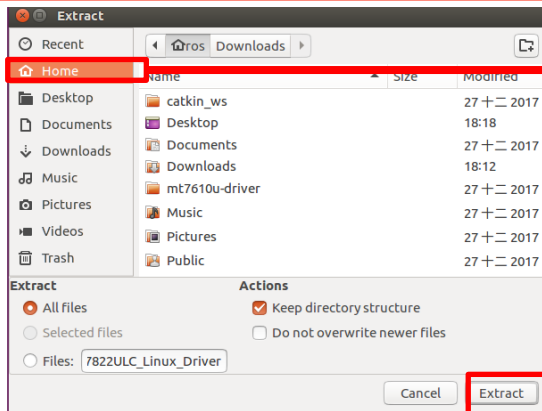 Extract
Recent
ros Downloads
Home
Name Size Modified
Desktop
catkin_ws 27 十二 2017
Documents
Desktop 18:18
Documents 27 十二 2017
Downloads
Downloads 18:12
Music
mt7610u-driver 27 十二 2017
Pictures
Music 27 十二 2017
Videos
Pictures 27 十二 2017
Trash
Public 27 十二 2017
Extract Actions
All files Keep directory structure
Selected files Do not overwrite newer files
Files: 7822ULC_Linux_Driver
Cancel Extract